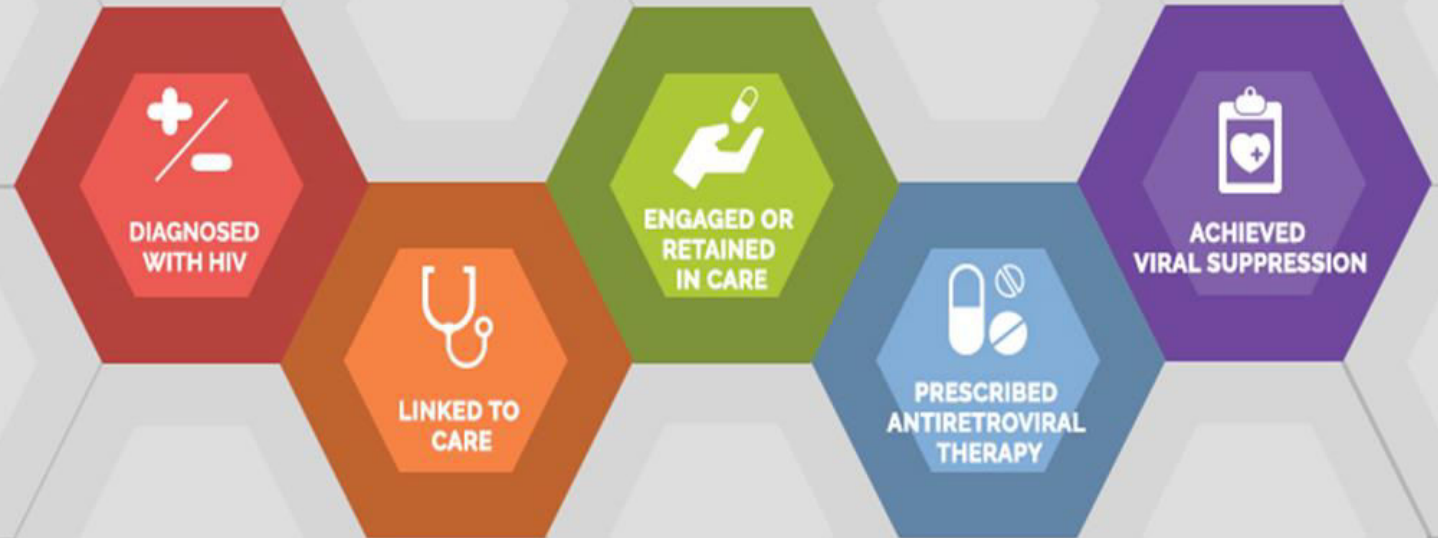 DIAGNOSED
WITH HIV
LINKED TO
CARE
ENGAGED OR
RETAINED
IN CARE
PRESCRIBED
ANTIRETROVIRAL
THERAPY
ACHIEVED
VIRAL SUPPRESSION